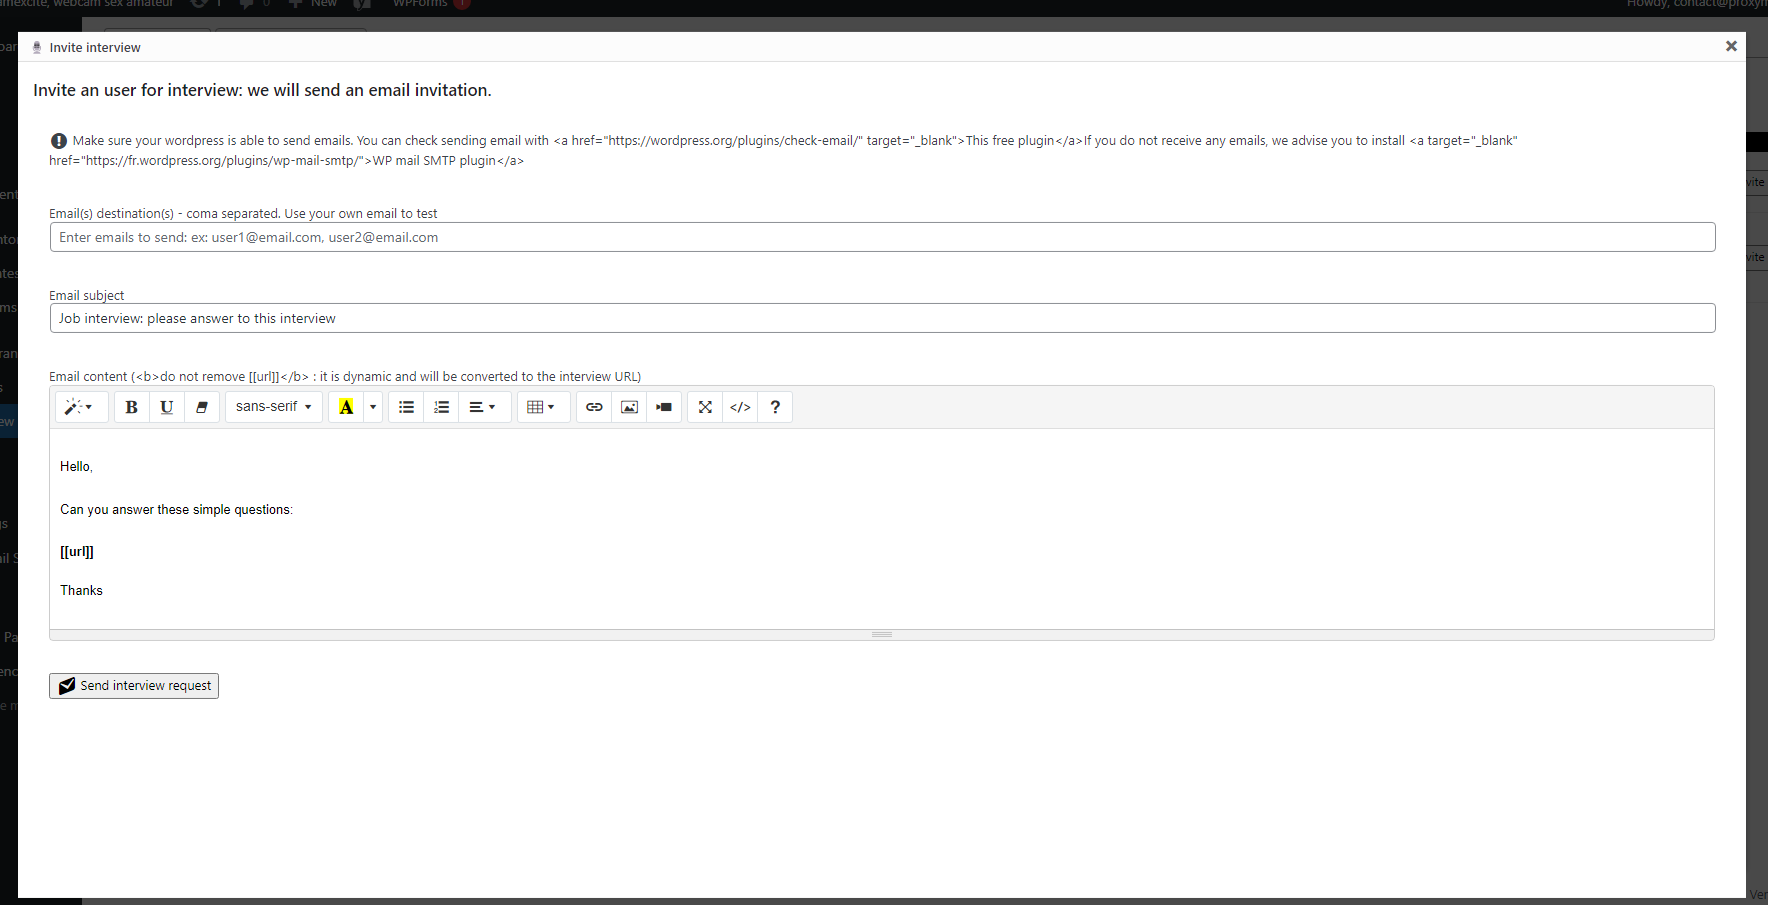 webcam sex amateur 1 0 New WPForms 1 Howdy,
Invite interview
Invite an user for interview: we will send an email invitation.
Make sure your wordpress is able to send emails. You can check sending email with <a href="https://wordpress.org/plugins/check-email/" target="_blank">This free plugin</a>If you do not receive any emails, we advise you to install <a target="_blank"
href="https://fr.wordpress.org/plugins/wp-mail-smtp/">WP mail SMTP plugin</a>
Email(s) destination(s) - coma separated. Use your own email to test
Enter emails to send: ex: user1@email.com, user2@email.com
Email subject
Job interview: please answer to this interview
Email content (<b>do not remove [[url]]</b> : it is dynamic and will be converted to the interview URL)
B U sans-serif A </> ?
Hello,
Can you answer these simple questions:
[[url]]
Thanks
Send interview request